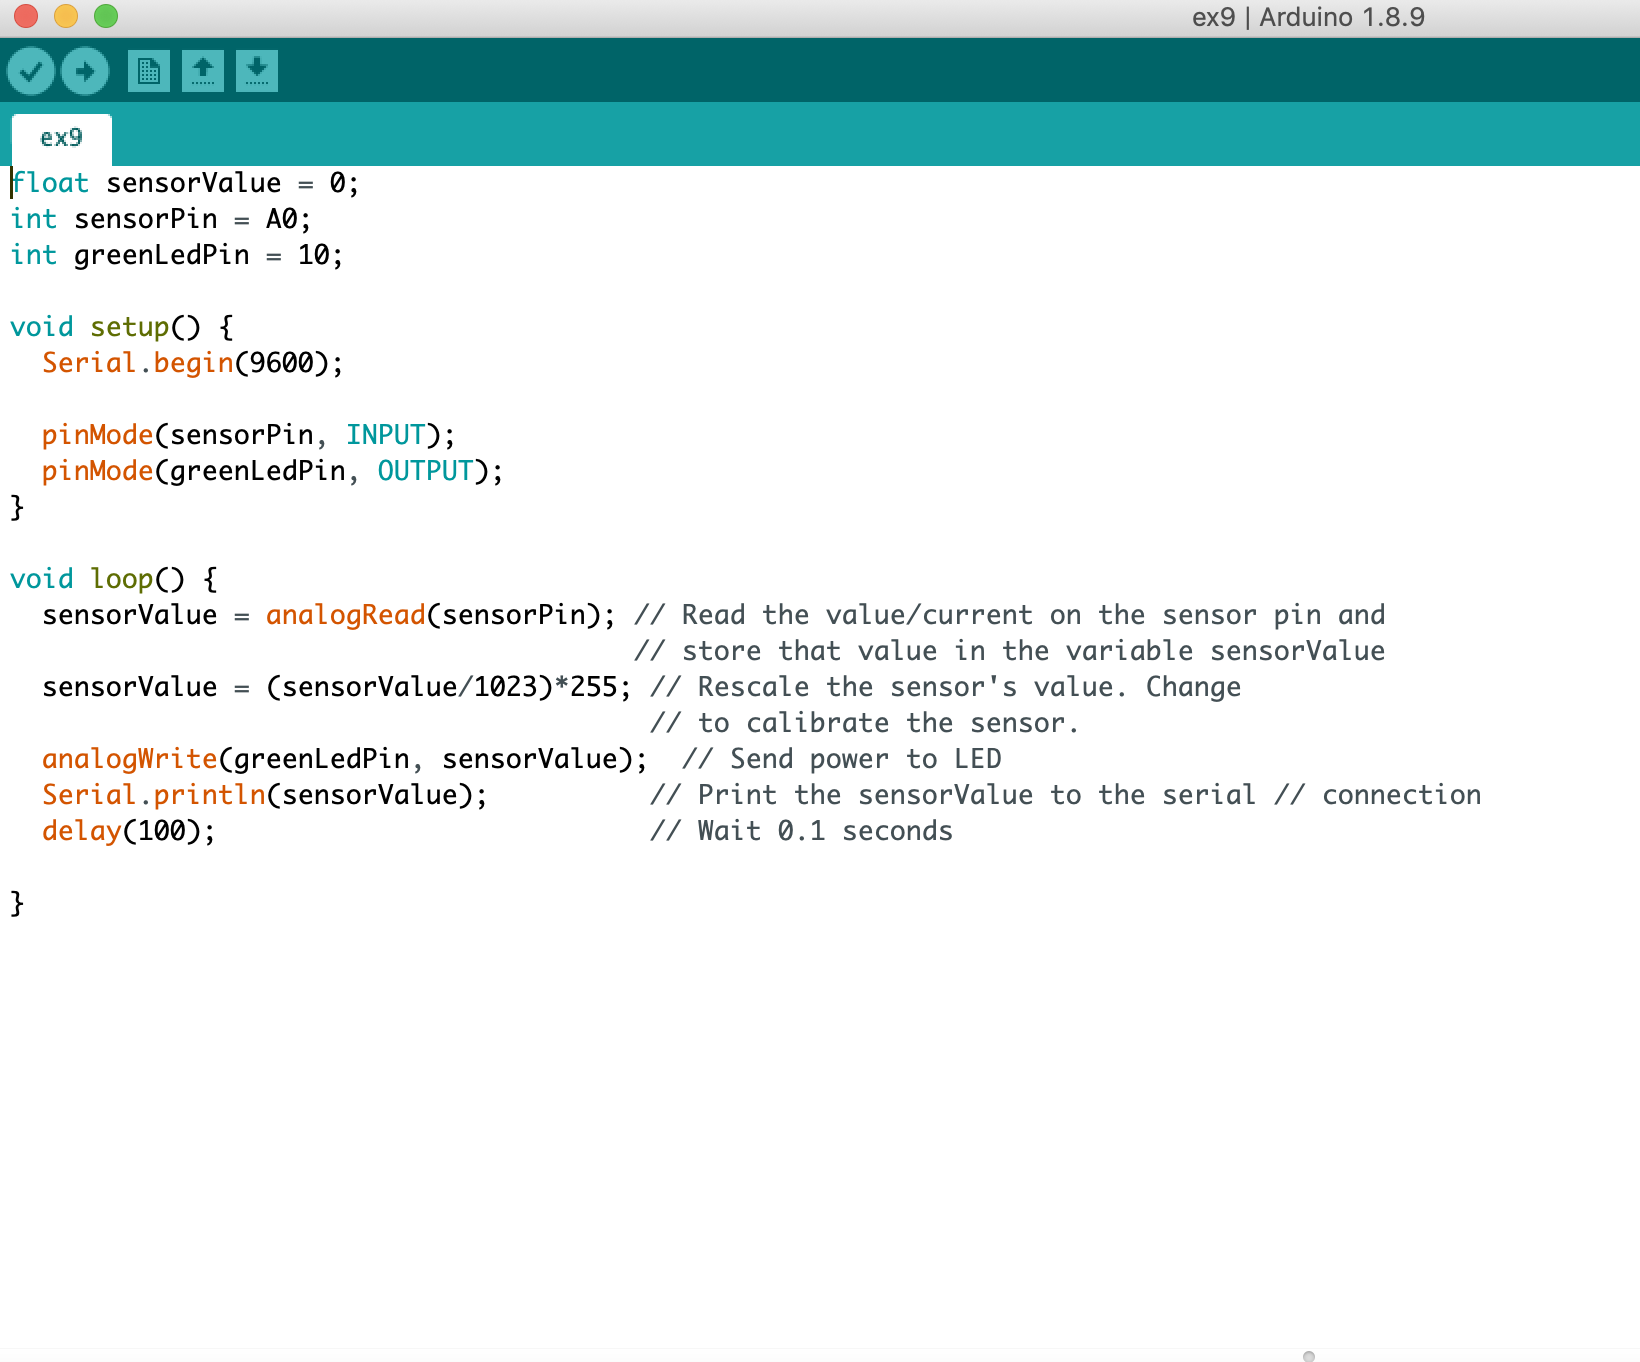 ex9 | Arduino 1.8.9
ex9
float sensorValue = 0;
int sensorPin = A0;
int greenLedPin = 10;
void setup() {
  Serial.begin(9600);
  pinMode(sensorPin, INPUT);
  pinMode(greenLedPin, OUTPUT);
}
void loop() {
  sensorValue = analogRead(sensorPin); // Read the value/current on the sensor pin and
                                       // store that value in the variable sensorValue
  sensorValue = (sensorValue/1023)*255; // Rescale the sensor's value. Change
                                        // to calibrate the sensor.
  analogWrite(greenLedPin, sensorValue);  // Send power to LED
  Serial.println(sensorValue);          // Print the sensorValue to the serial // connection
  delay(100);                           // Wait 0.1 seconds
}